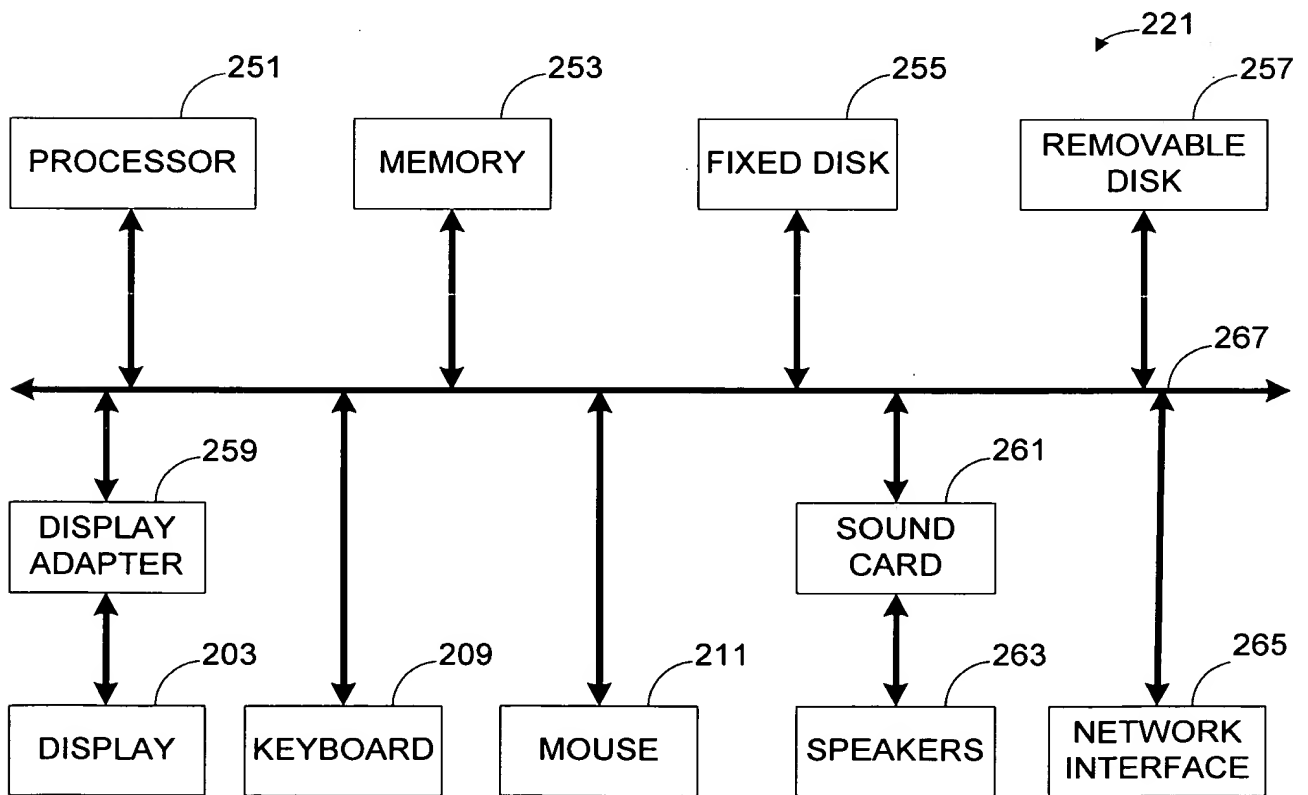 221
251
253
255
257
PROCESSOR
MEMORY
FIXED DISK
REMOVABLE
DISK
267
259
261
DISPLAY
ADAPTER
SOUND
CARD
203
209
211
263
265
DISPLAY
KEYBOARD
MOUSE
SPEAKERS
NETWORK
INTERFACE